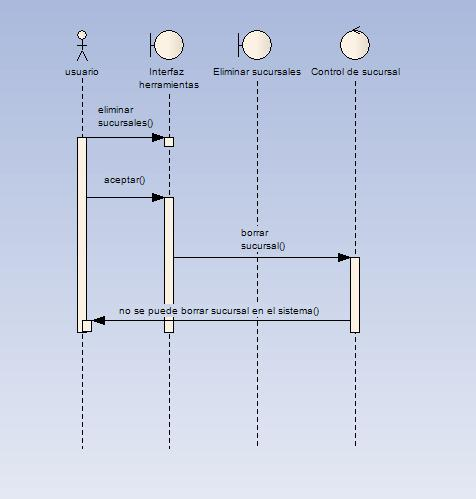 usuario
Interfaz
herramientas
Eliminar sucursales
Control de sucursal
eliminar
sucursales()
aceptar()
borrar
sucursal()
no se puede borrar sucursal en el sistema()